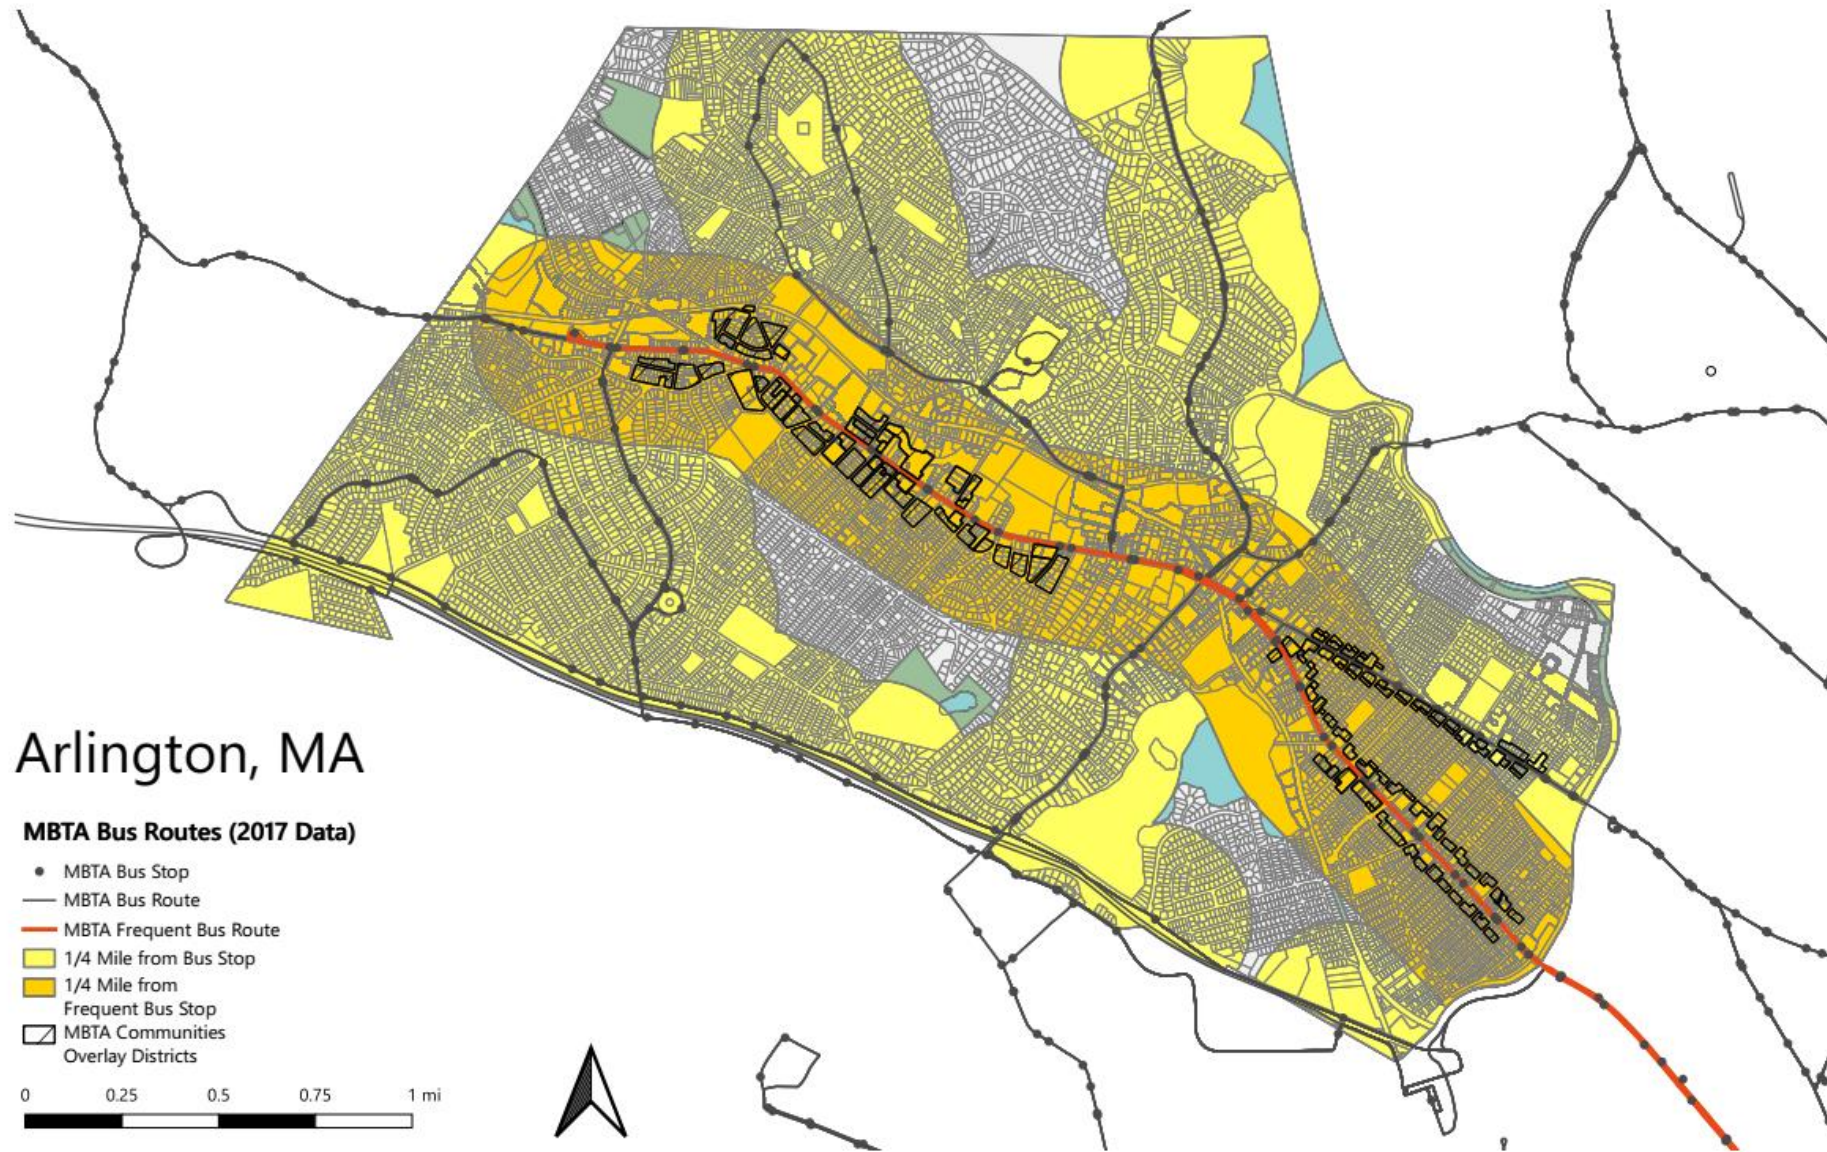 Arlington, MA
MBTA Bus Routes (2017 Data)
MBTA Bus Stop
MBTA Bus Route
MBTA Frequent Bus Route
1/4 Mile from Bus Stop
1/4 Mile from
Frequent Bus Stop
MBTA Communities
Overlay Districts
0 0.25 0.5 0.75 1 mi